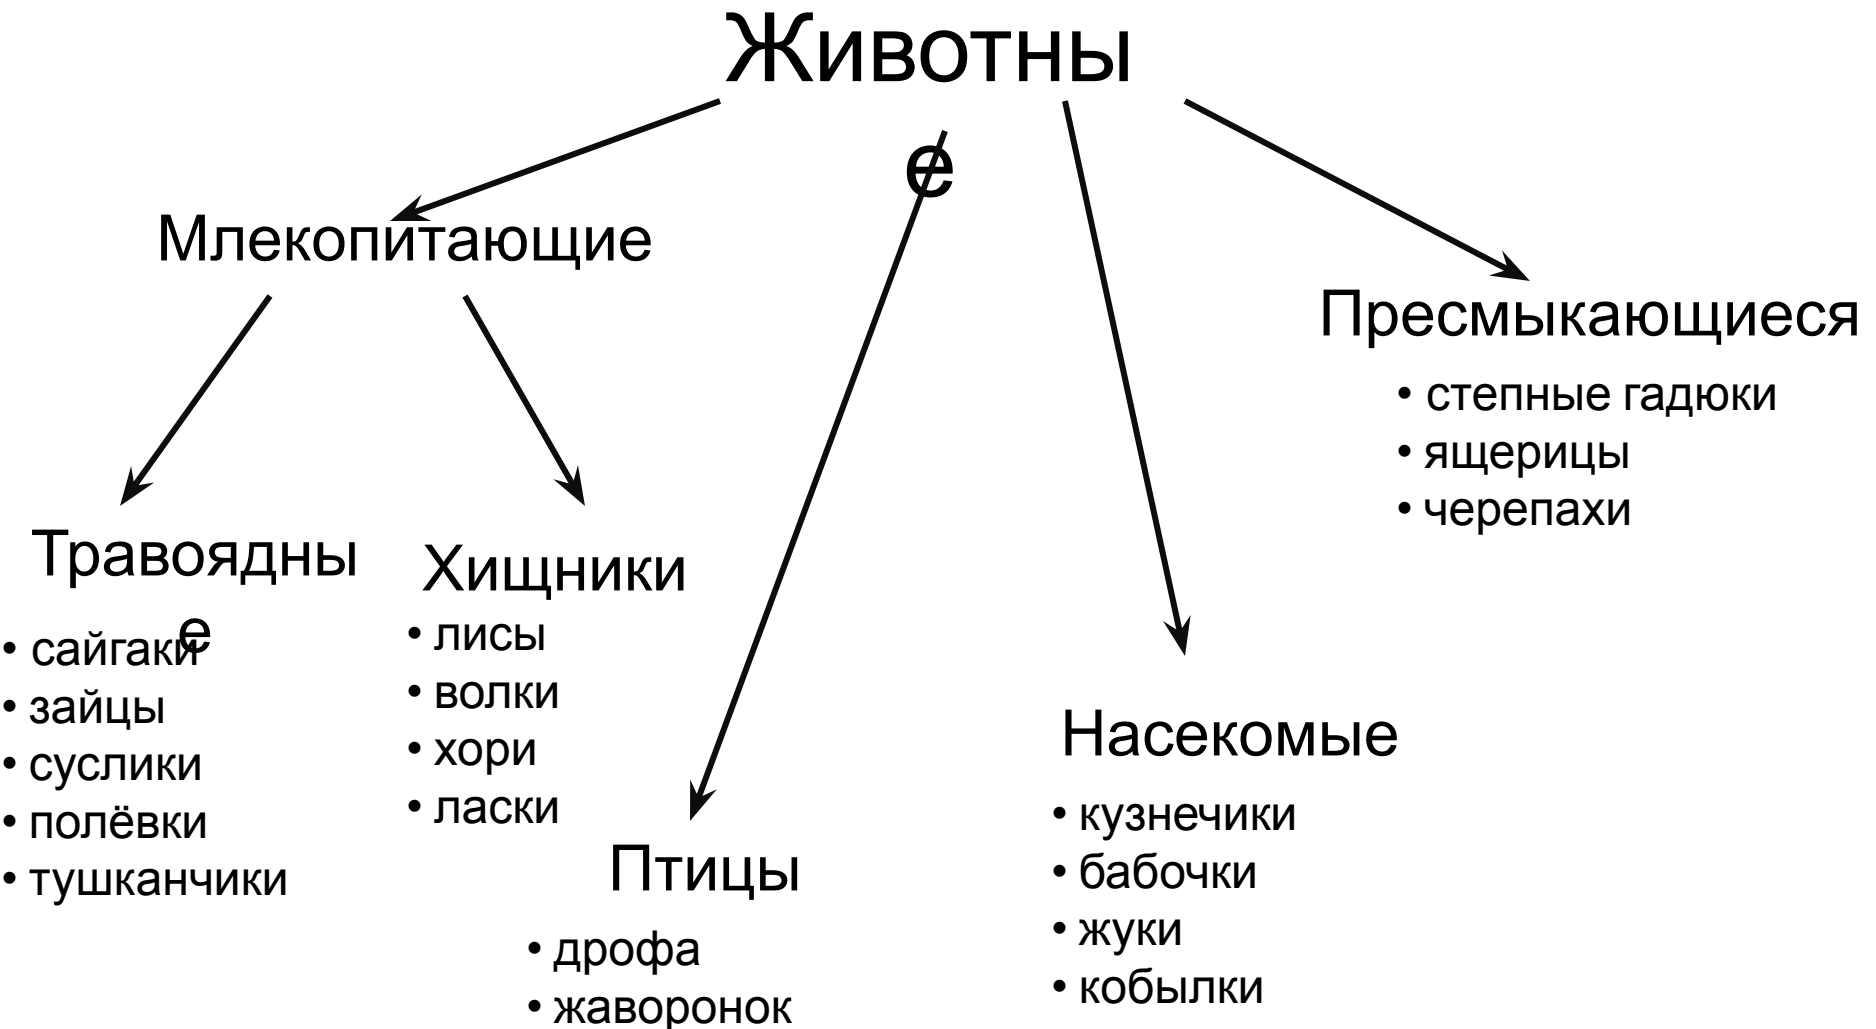 Животны
е
Млекопитающие
Пресмыкающиеся
• степные гадюки
• ящерицы
• черепахи
Травоядны
е
• сайгаки
• зайцы
• суслики
• полёвки
• тушканчики
Хищники
• лисы
• волки
• хори
• ласки
Птицы
• дрофа
• жаворонок
Насекомые
• кузнечики
• бабочки
• жуки
• кобылки